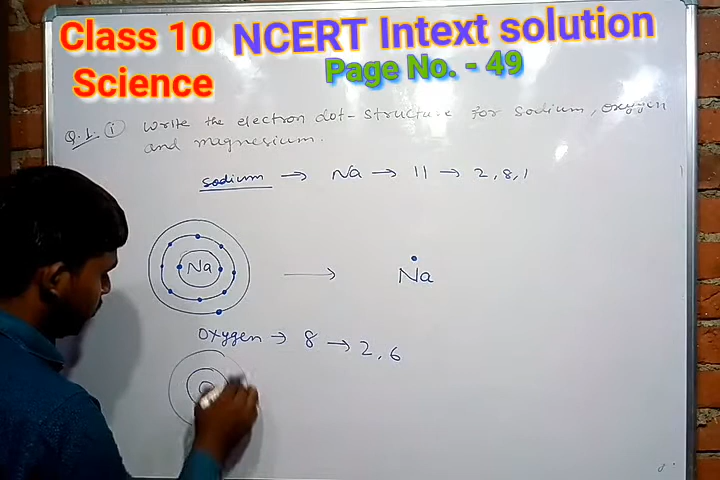 Class 10 NCERT Intext solution
Science Page No. - 49
Q.1. (i) Write the electron dot-structure for sodium, oxygen
and magnesium.
sodium → Na → 11 → 2,8,1
Na → Na
Oxygen → 8 → 2,6